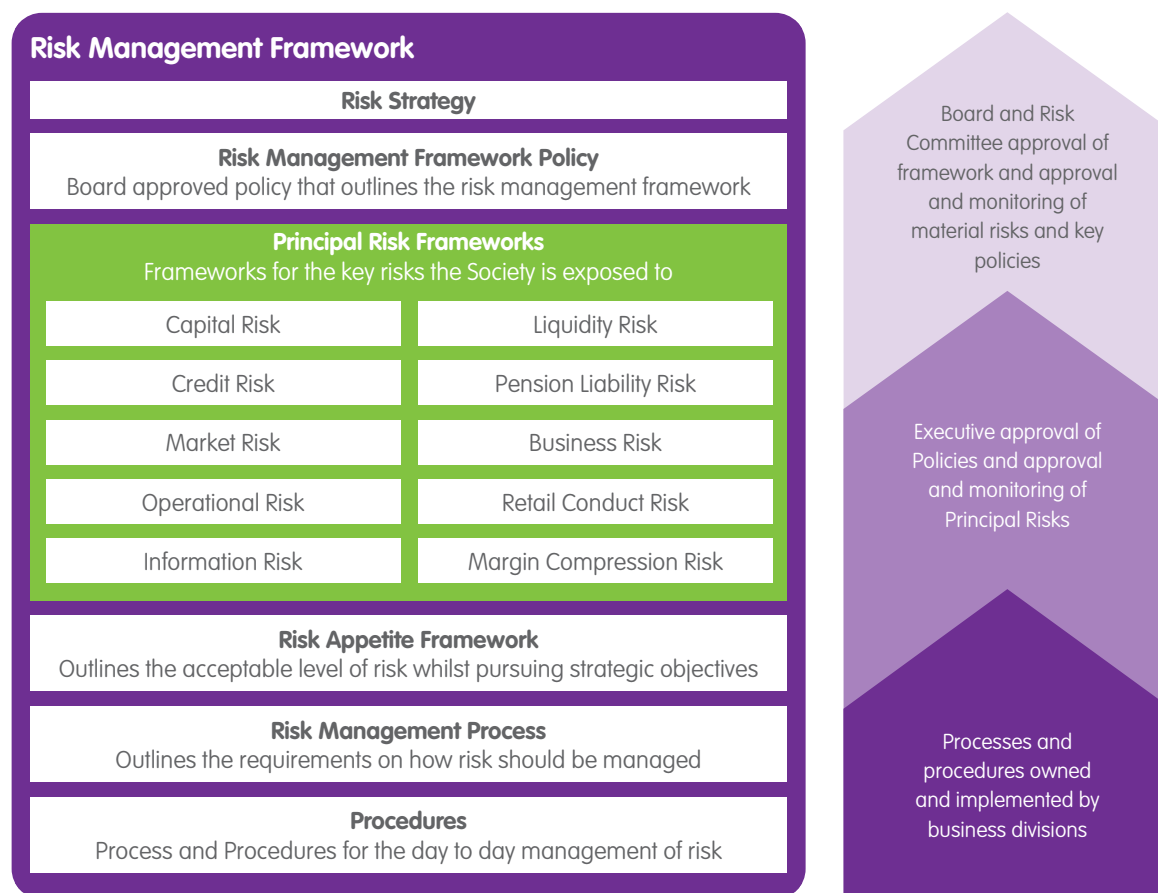 Risk Management Framework
Risk Strategy
Risk Management Framework Policy
Board approved policy that outlines the risk management framework
Principal Risk Frameworks
Frameworks for the key risks the Society is exposed to
Capital Risk
Liquidity Risk
Credit Risk
Pension Liability Risk
Market Risk
Business Risk
Operational Risk
Retail Conduct Risk
Information Risk
Margin Compression Risk
Risk Appetite Framework
Outlines the acceptable level of risk whilst pursuing strategic objectives
Risk Management Process
Outlines the requirements on how risk should be managed
Procedures
Process and Procedures for the day to day management of risk
Board and Risk
Committee approval of
framework and approval
and monitoring of
material risks and key
policies
Executive approval of
Policies and approval
and monitoring of
Principal Risks
Processes and
procedures owned
and implemented by
business divisions